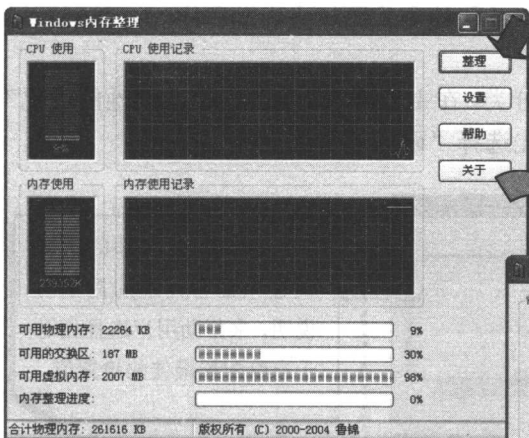 Windows内存整理
CPU 使用
CPU 使用记录
整理
设置
帮助
关于
内存使用
内存使用记录
可用物理内存: 22264 KB
9%
可用的交换区: 187 MB
30%
可用虚拟内存: 2007 MB
98%
内存整理进度:
0%
合计物理内存: 261616 KB
版权所有 (C) 2000-2004 鲁锦